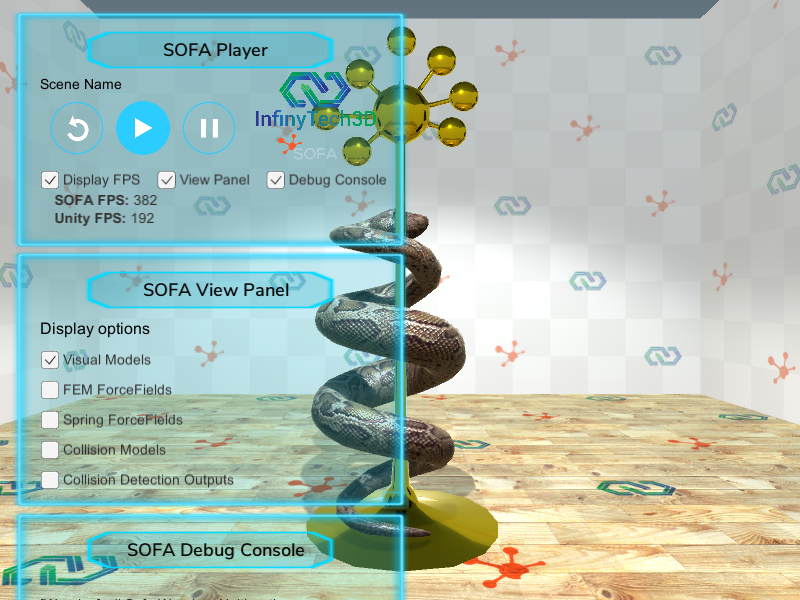 SOFA Player
Scene Name
InfinyTech3D
SOFA
Display FPS
View Panel
Debug Console
SOFA FPS: 382
Unity FPS: 192
SOFA View Panel
Display options
Visual Models
FEM ForceFields
Spring ForceFields
Collision Models
Collision Detection Outputs
SOFA Debug Console